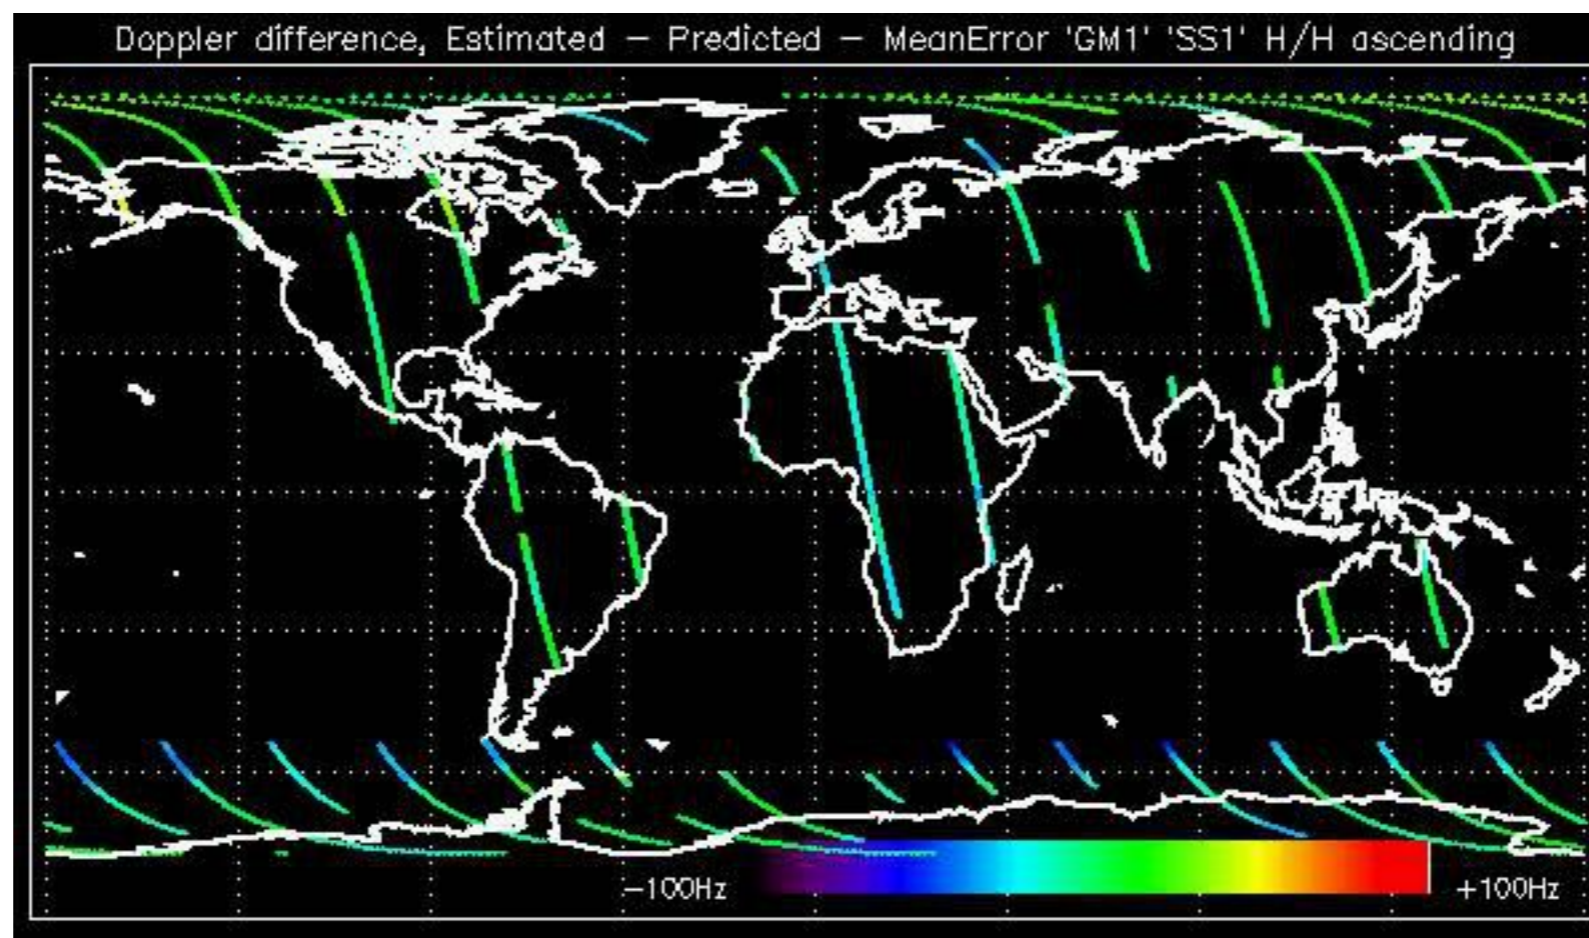 Doppler difference, Estimated – Predicted – MeanError 'GM1' 'SS1' H/H ascending
–100Hz
+100Hz